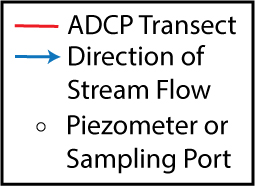 ADCP Transect
Direction of
Stream Flow
Piezometer or
Sampling Port